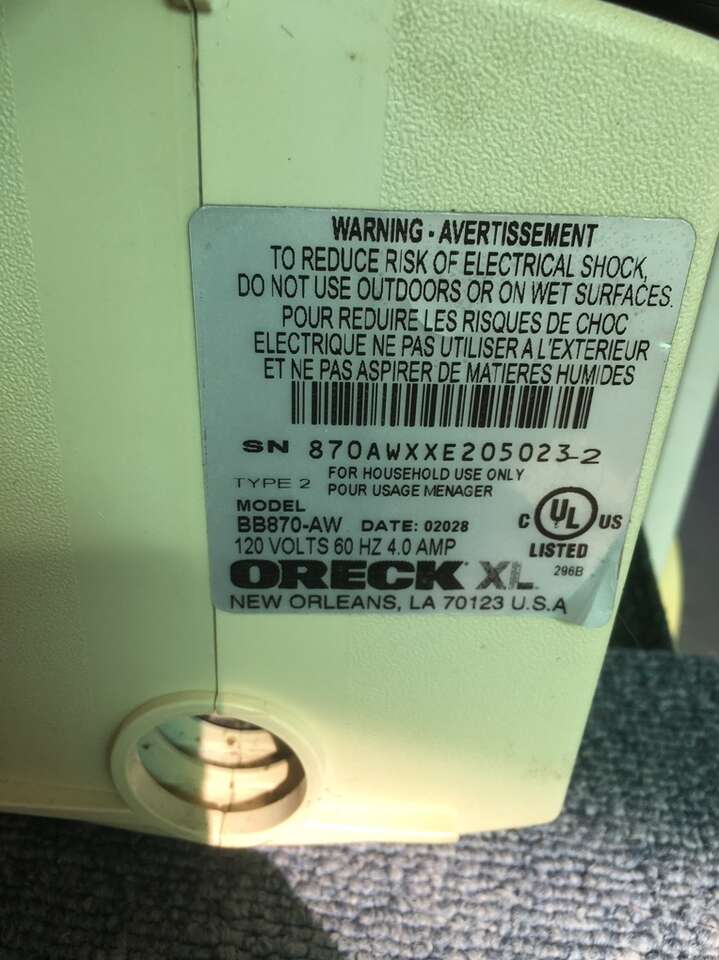 WARNING - AVERTISSEMENT
TO REDUCE RISK OF ELECTRICAL SHOCK,
DO NOT USE OUTDOORS OR ON WET SURFACES.
POUR REDUIRE LES RISQUES DE CHOC
ELECTRIQUE NE PAS UTILISER A L'EXTERIEUR
ET NE PAS ASPIRER DE MATIERES HUMIDES
SN 870AWXXE205023-2
TYPE 2 FOR HOUSEHOLD USE ONLY
POUR USAGE MENAGER
MODEL
BB870-AW DATE: 02028
120 VOLTS 60 HZ 4.0 AMP
C UL US
LISTED
296B
ORECK XL
NEW ORLEANS, LA 70123 U.S.A